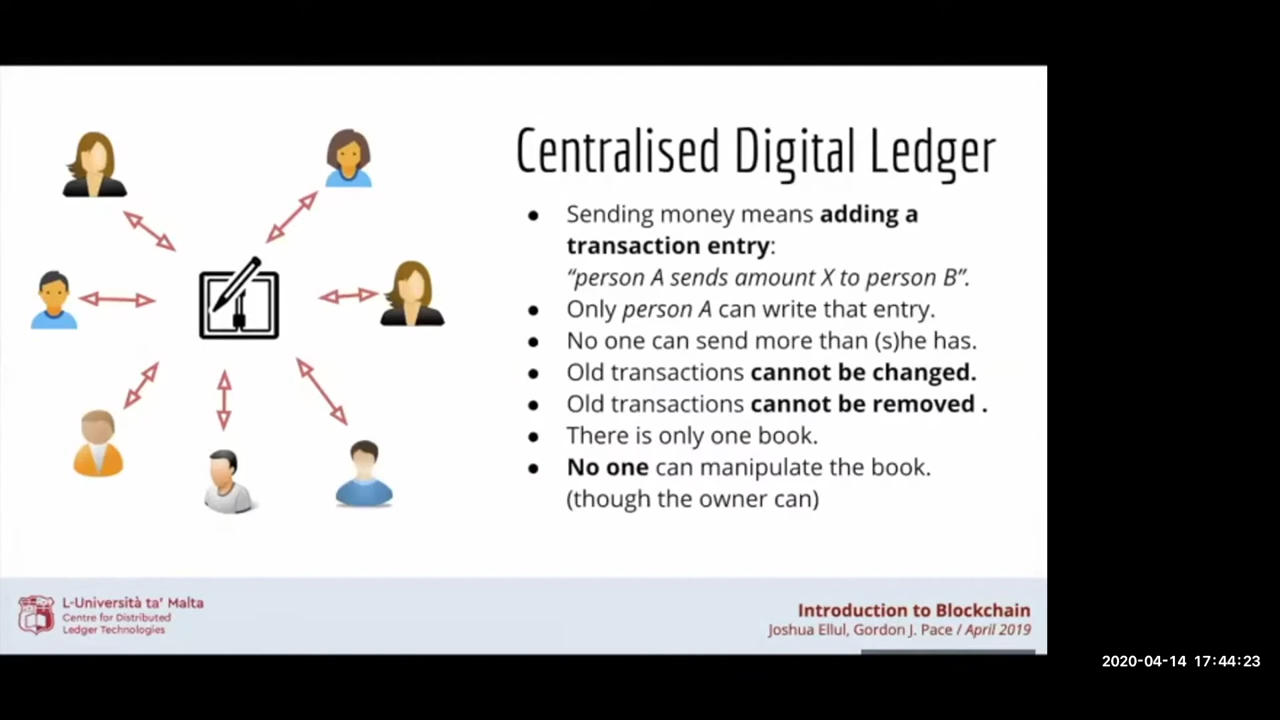 Centralised Digital Ledger
● Sending money means adding a
transaction entry:
“person A sends amount X to person B”.
● Only person A can write that entry.
● No one can send more than (s)he has.
● Old transactions cannot be changed.
● Old transactions cannot be removed .
● There is only one book.
● No one can manipulate the book.
(though the owner can)
L-Università ta' Malta
Centre for Distributed
Ledger Technologies
Introduction to Blockchain
Joshua Ellul, Gordon J. Pace / April 2019
2020-04-14 17:44:23